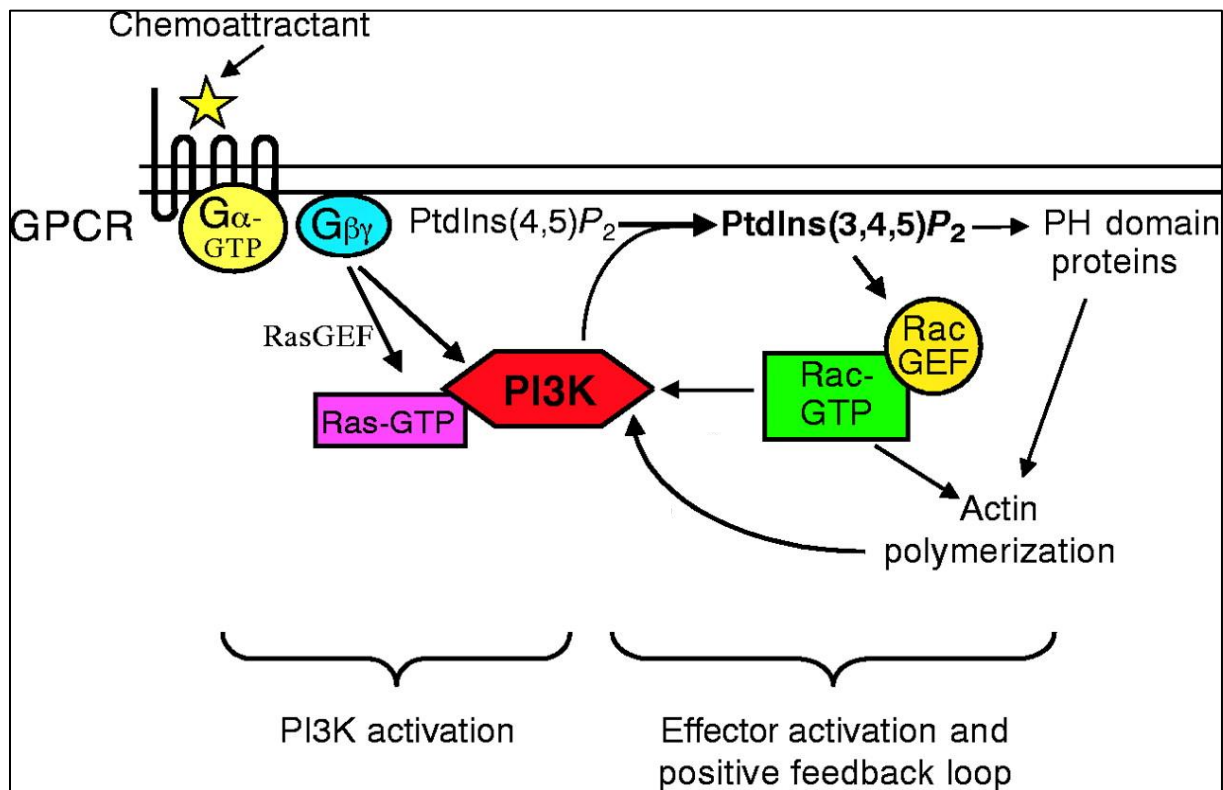 Chemoattractant
GPCR
Gα-
GTP
Gβγ
PtdIns(4,5)P₂
PtdIns(3,4,5)P₂
PH domain
proteins
RasGEF
Rac
GEF
PI3K
Rac-
GTP
Ras-GTP
Actin
polymerization
PI3K activation
Effector activation and
positive feedback loop